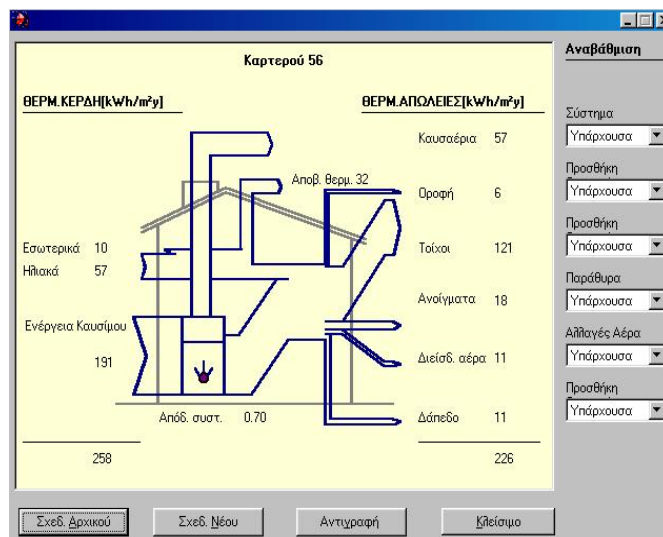 Καρτερού 56
ΘΕΡΜ.ΚΕΡΔΗ[kWh/m²y]
ΘΕΡΜ.ΑΠΩΛΕΙΕΣ[kWh/m²y]
Καυσαέρια 57
Αποβ. θερμ. 32
Οροφή 6
Εσωτερικά 10
Ηλιακά 57
Τοίχοι 121
Ανοίγματα 18
Ενέργεια Καυσίμου
191
Διείσδ. αέρα 11
Απόδ. συστ. 0.70
Δάπεδο 11
258
226
Αναβάθμιση
Σύστημα
Υπάρχουσα
Προσθήκη
Υπάρχουσα
Προσθήκη
Υπάρχουσα
Παράθυρα
Υπάρχουσα
Αλλαγές Αέρα
Υπάρχουσα
Προσθήκη
Υπάρχουσα
Σχεδ. Αρχικού
Σχεδ. Νέου
Αντιγραφή
Κλείσιμο